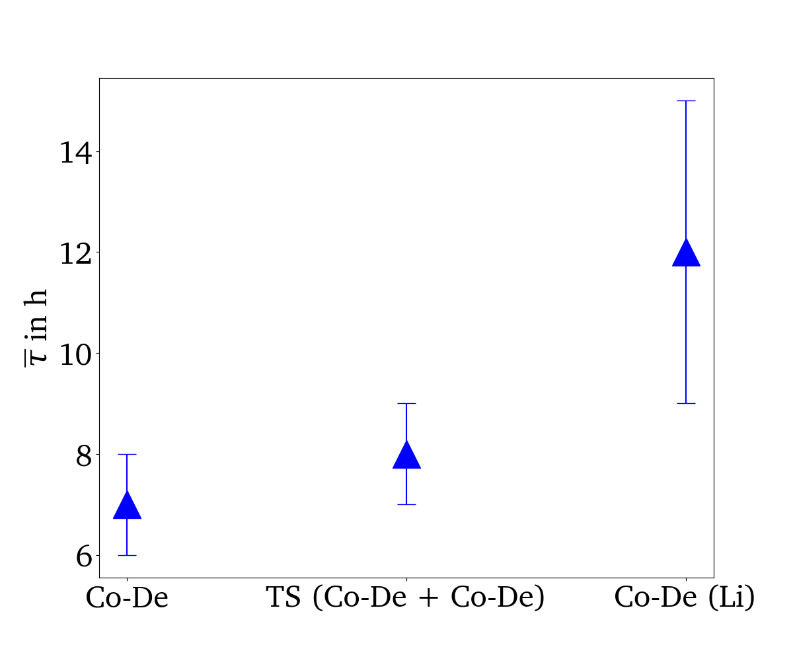 14
12
10
8
6
τ̅ in h
Co-De
TS (Co-De + Co-De)
Co-De (Li)